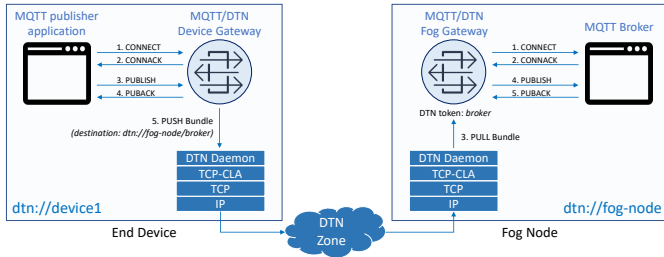 MQTT publisher
application
MQTT/DTN
Device Gateway
1. CONNECT
2. CONNACK
3. PUBLISH
4. PUBACK
5. PUSH Bundle
(destination: dtn://fog-node/broker)
DTN Daemon
TCP-CLA
TCP
IP
dtn://device1
End Device
DTN
Zone
MQTT/DTN
Fog Gateway
MQTT Broker
1. CONNECT
2. CONNACK
4. PUBLISH
5. PUBACK
DTN token: broker
3. PULL Bundle
DTN Daemon
TCP-CLA
TCP
IP
dtn://fog-node
Fog Node